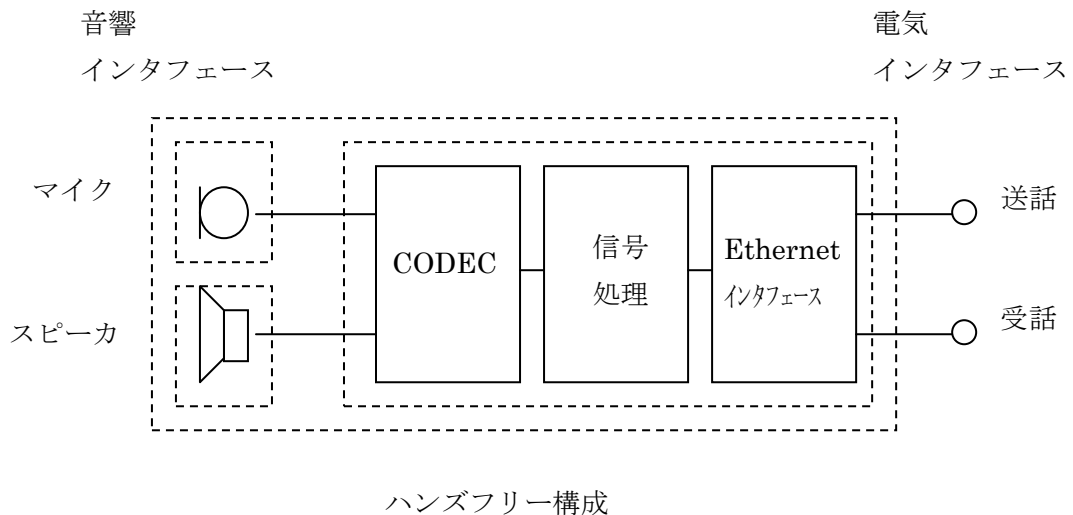 音響
インタフェース
電気
インタフェース
マイク
スピーカ
CODEC
信号
処理
Ethernet
インタフェース
送話
受話
ハンズフリー構成